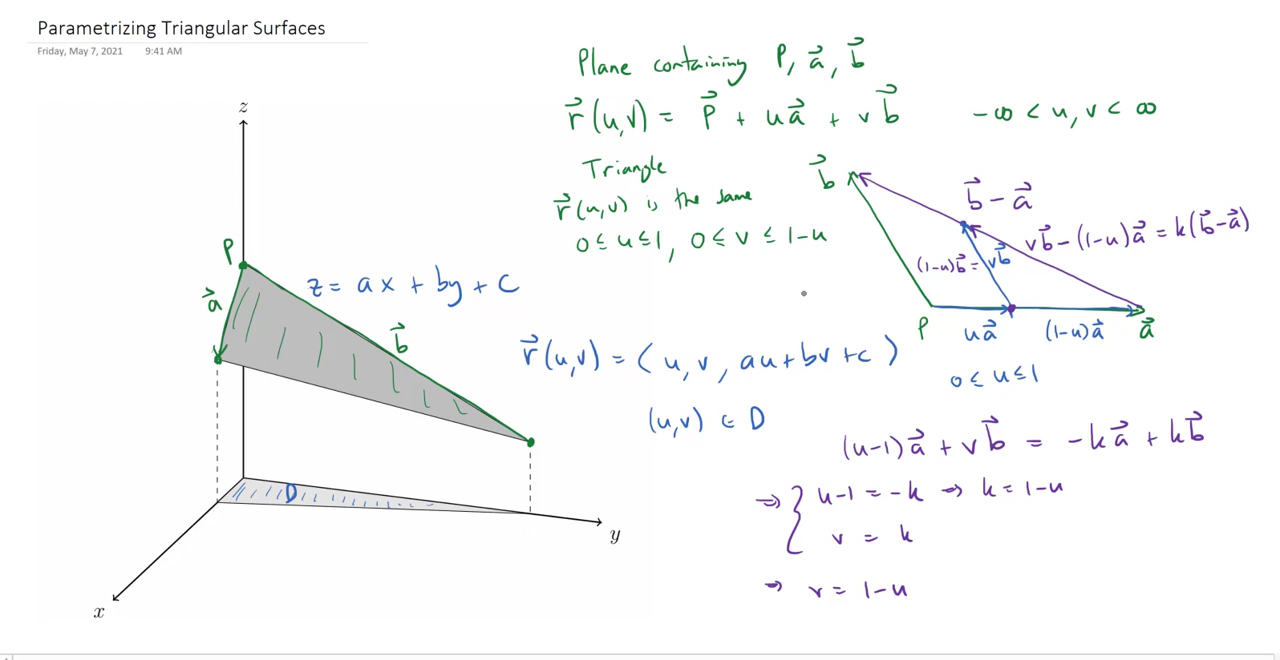 Parametrizing Triangular Surfaces
Friday, May 7, 2021 9:41 AM
Plane containing P, a⃗, b⃗
r⃗(u,v) = P⃗ + ua⃗ + vb⃗ -∞ < u, v < ∞
Triangle
r⃗(u,v) is the same
0 ≤ u ≤ 1, 0 ≤ v ≤ 1-u
b⃗
b⃗ - a⃗
vb⃗ - (1-u)a⃗ = k(b⃗-a⃗)
(1-u)b⃗ = vb⃗
P
ua⃗
(1-u)a⃗
a⃗
0 ≤ u ≤ 1
z
P
a⃗
b⃗
z = ax + by + c
r⃗(u,v) = (u, v, au+bv+c)
(u,v) ∈ D
D
y
x
(u-1)a⃗ + vb⃗ = -ka⃗ + kb⃗
⇒ { u-1 = -k ⇒ k = 1-u
v = k
⇒ v = 1-u